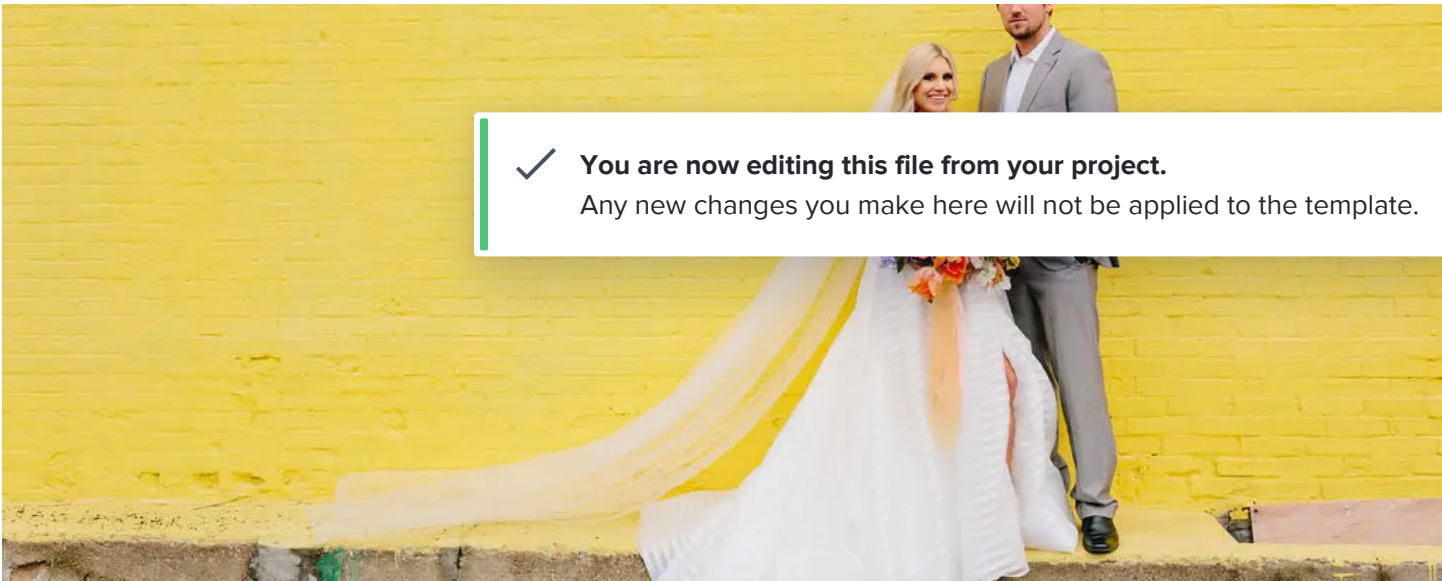 You are now editing this file from your project.
Any new changes you make here will not be applied to the template.